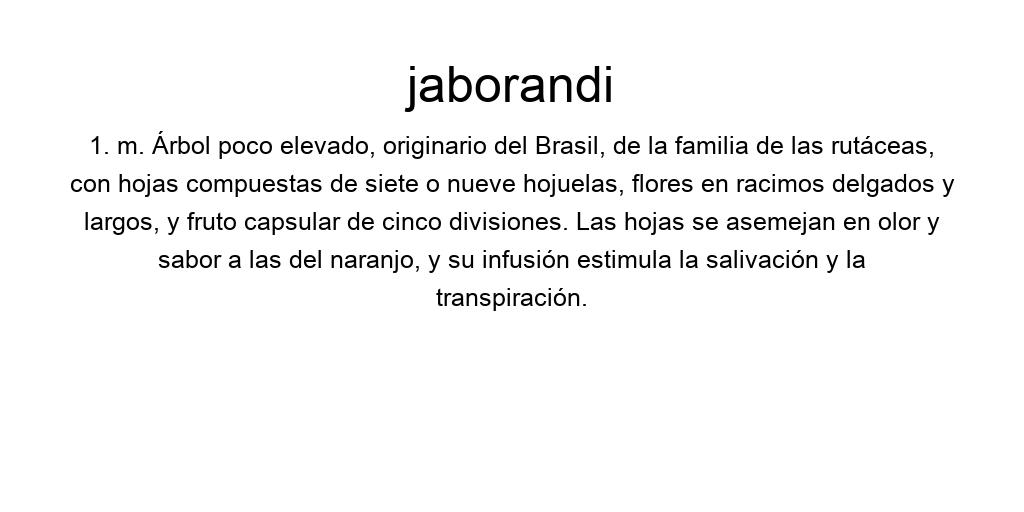 jaborandi
1. m. Árbol poco elevado, originario del Brasil, de la familia de las rutáceas,
con hojas compuestas de siete o nueve hojuelas, flores en racimos delgados y
largos, y fruto capsular de cinco divisiones. Las hojas se asemejan en olor y
sabor a las del naranjo, y su infusión estimula la salivación y la
transpiración.